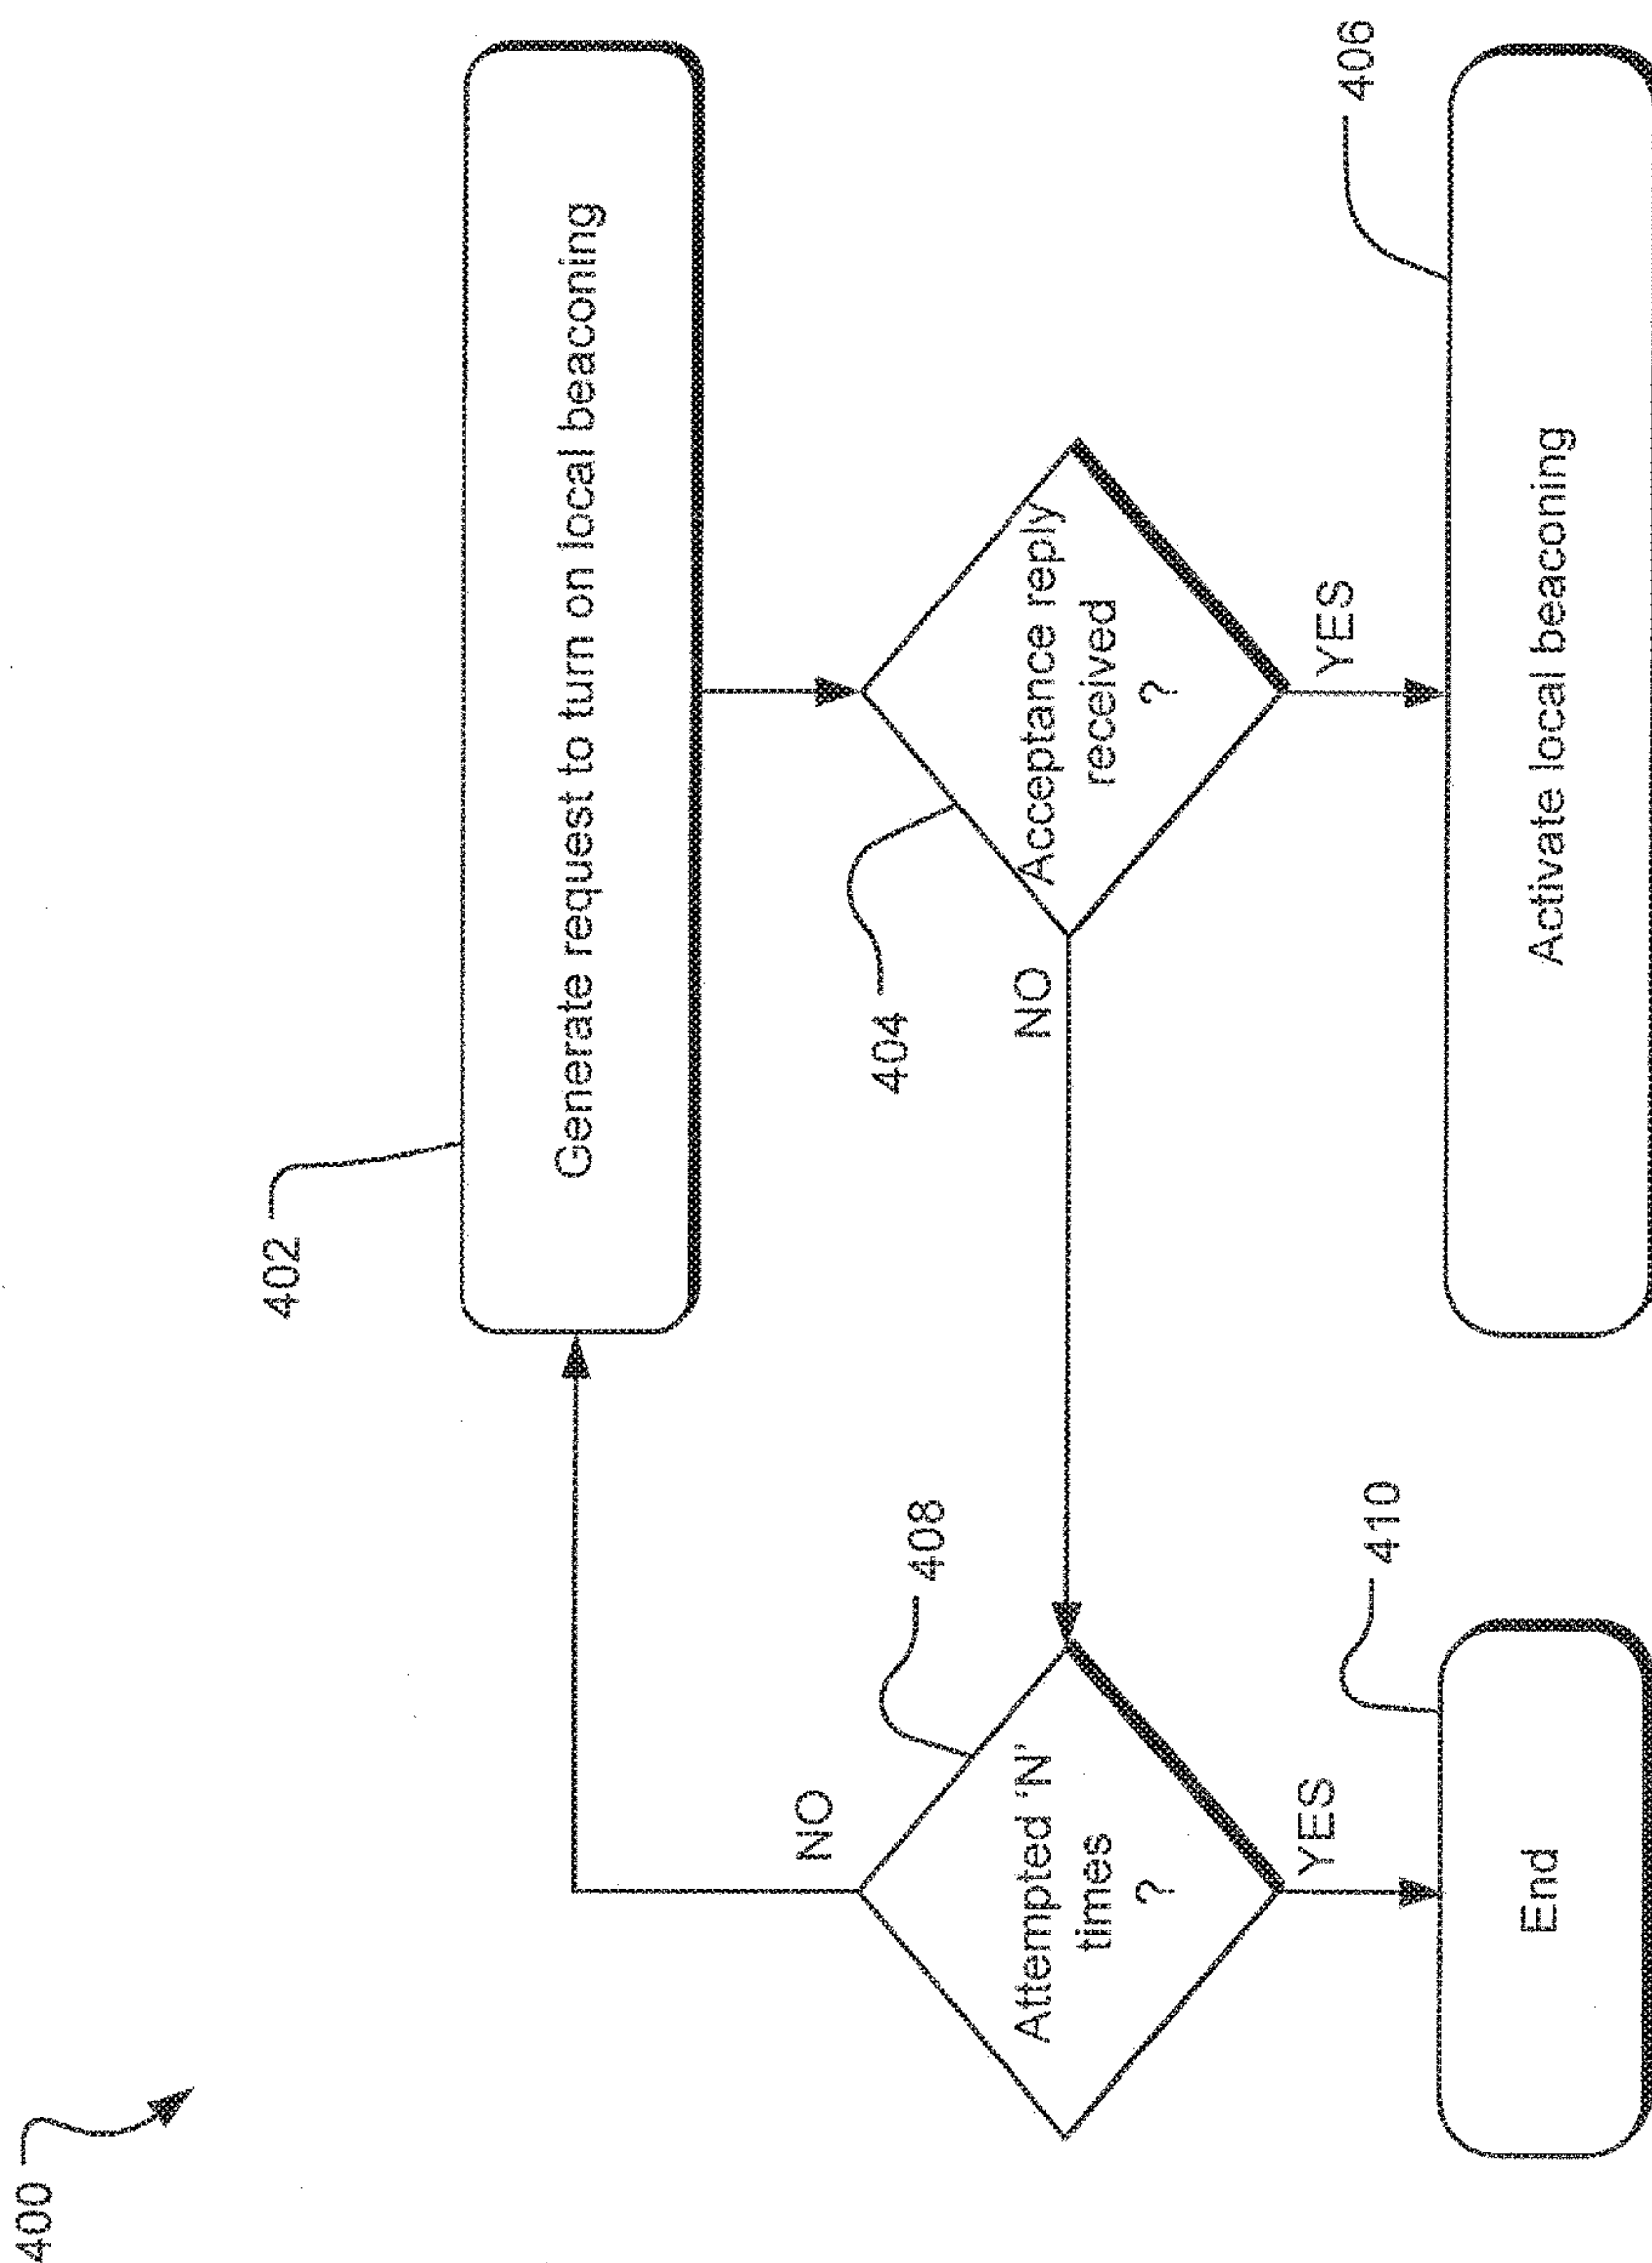 400
402
Generate request to turn on local beaconing
408
404
NO
Attempted 'N'
times
?
NO
Acceptance reply
received
?
YES
YES
410
406
End
Activate local beaconing